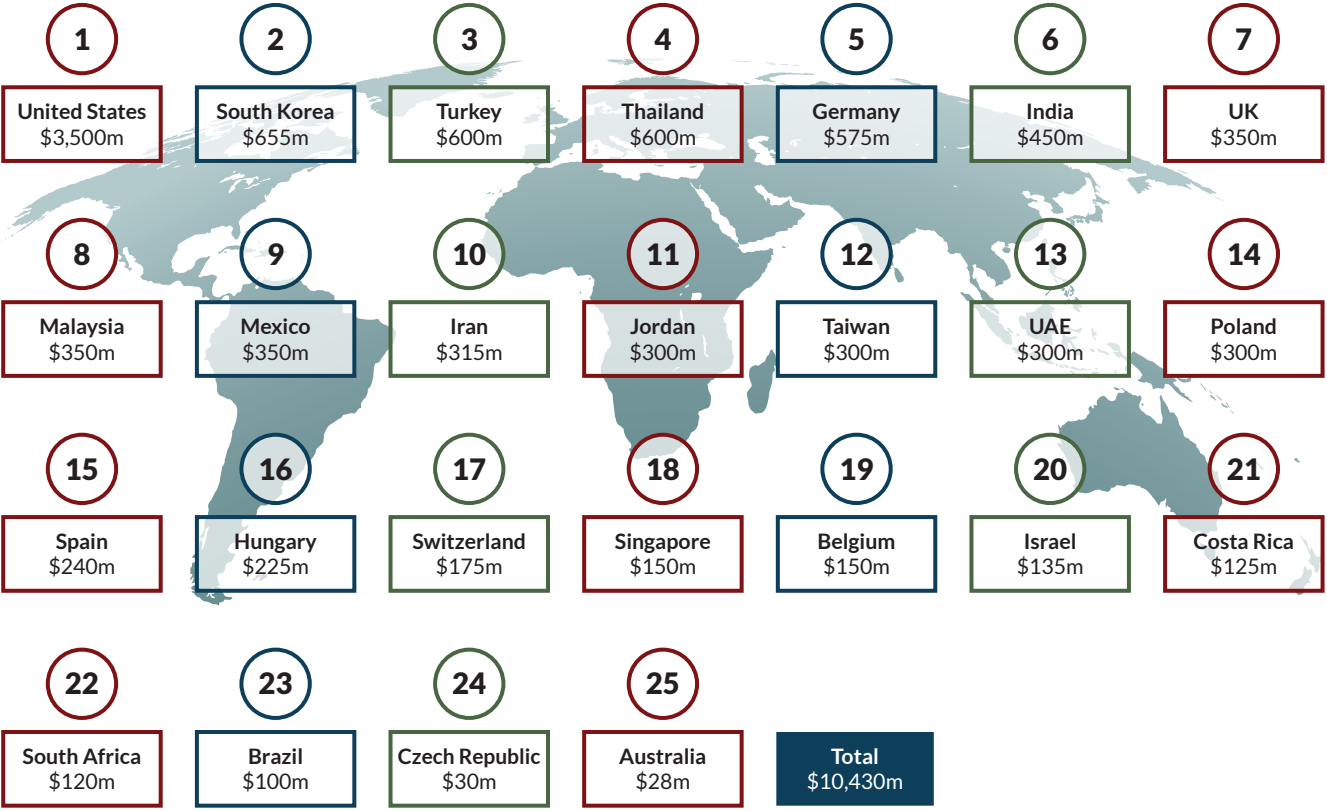 1 2 3 4 5 6 7
United States South Korea Turkey Thailand Germany India UK
$3,500m $655m $600m $600m $575m $450m $350m
8 9 10 11 12 13 14
Malaysia Mexico Iran Jordan Taiwan UAE Poland
$350m $350m $315m $300m $300m $300m $300m
15 16 17 18 19 20 21
Spain Hungary Switzerland Singapore Belgium Israel Costa Rica
$240m $225m $175m $150m $150m $135m $125m
22 23 24 25
South Africa Brazil Czech Republic Australia Total
$120m $100m $30m $28m $10,430m